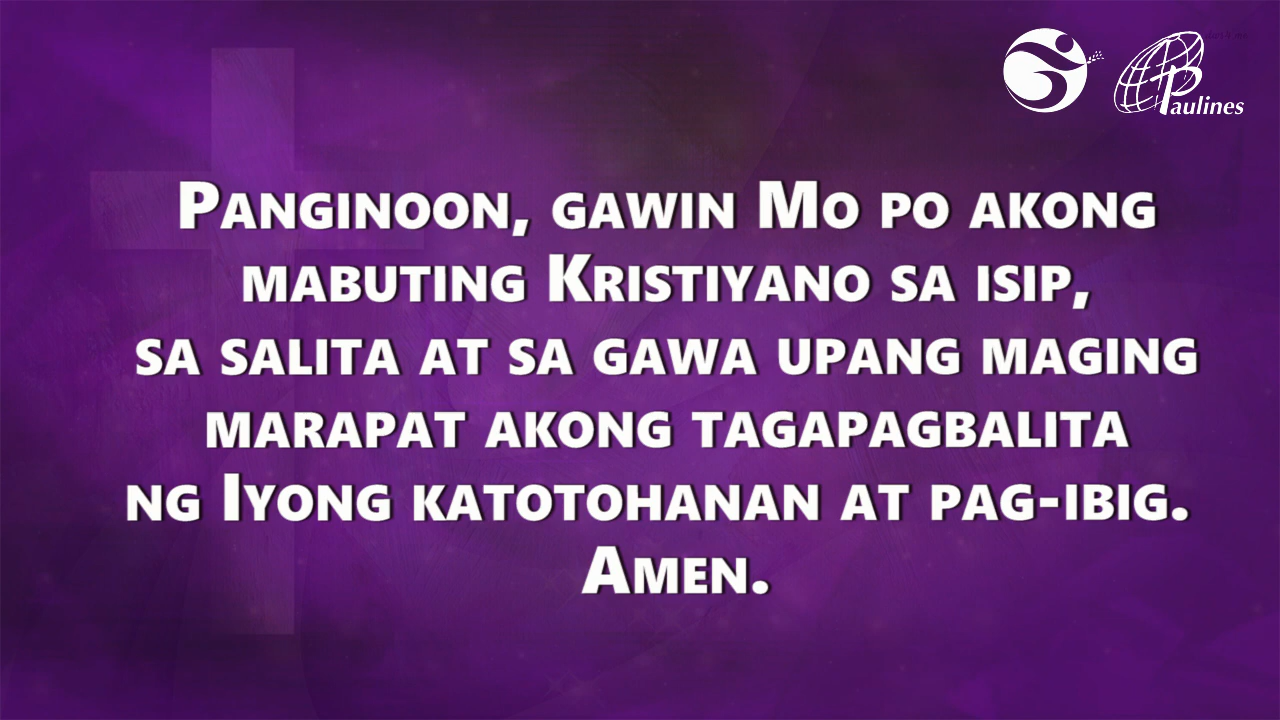 Paulines
Panginoon, gawin Mo po akong
mabuting Kristiyano sa isip,
sa salita at sa gawa upang maging
marapat akong tagapagbalita
ng Iyong katotohanan at pag-ibig.
Amen.